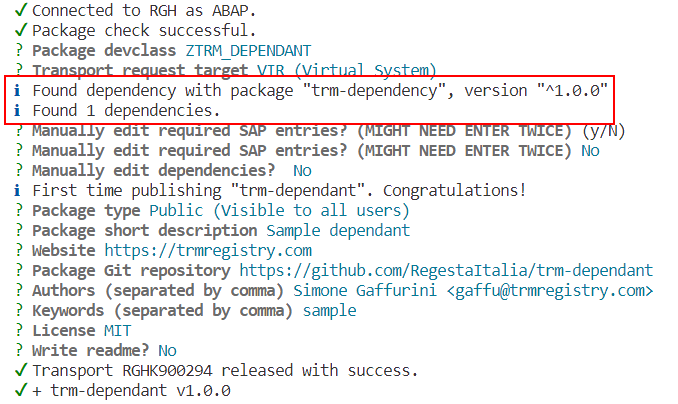 ✓ Connected to RGH as ABAP.
✓ Package check successful.
? Package devclass ZTRM_DEPENDANT
? Transport request target VTR (Virtual System)
i Found dependency with package "trm-dependency", version "^1.0.0"
i Found 1 dependencies.
? Manually edit required SAP entries? (MIGHT NEED ENTER TWICE) (y/N)
? Manually edit required SAP entries? (MIGHT NEED ENTER TWICE) No
? Manually edit dependencies?  No
i First time publishing "trm-dependant". Congratulations!
? Package type Public (Visible to all users)
? Package short description Sample dependant
? Website https://trmregistry.com
? Package Git repository https://github.com/RegestaItalia/trm-dependant
? Authors (separated by comma) Simone Gaffurini <gaffu@trmregistry.com>
? Keywords (separated by comma) sample
? License MIT
? Write readme? No
✓ Transport RGHK900294 released with success.
✓ + trm-dependant v1.0.0